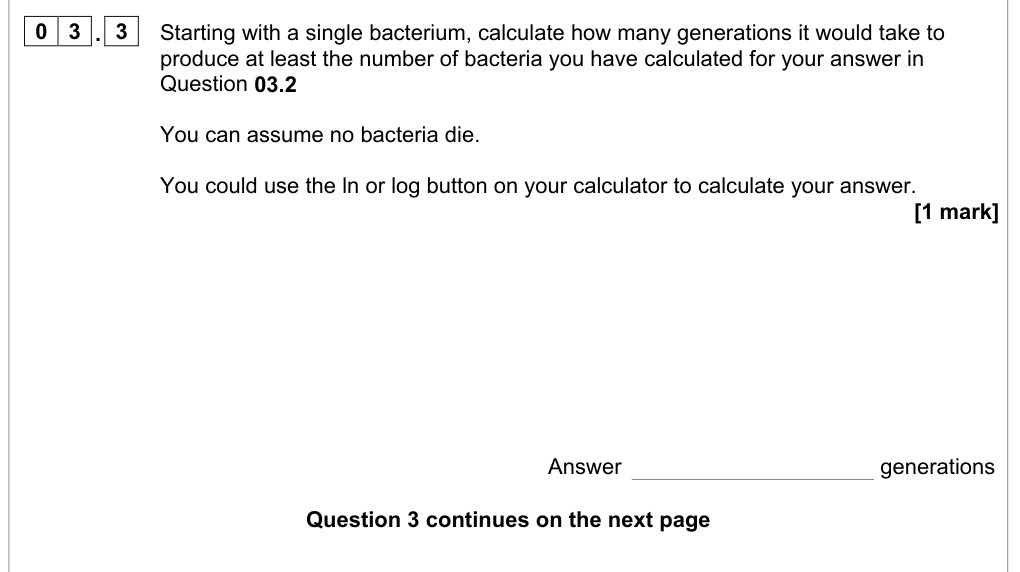 0 3 . 3 Starting with a single bacterium, calculate how many generations it would take to
produce at least the number of bacteria you have calculated for your answer in
Question 03.2
You can assume no bacteria die.
You could use the ln or log button on your calculator to calculate your answer.
[1 mark]
Answer generations
Question 3 continues on the next page